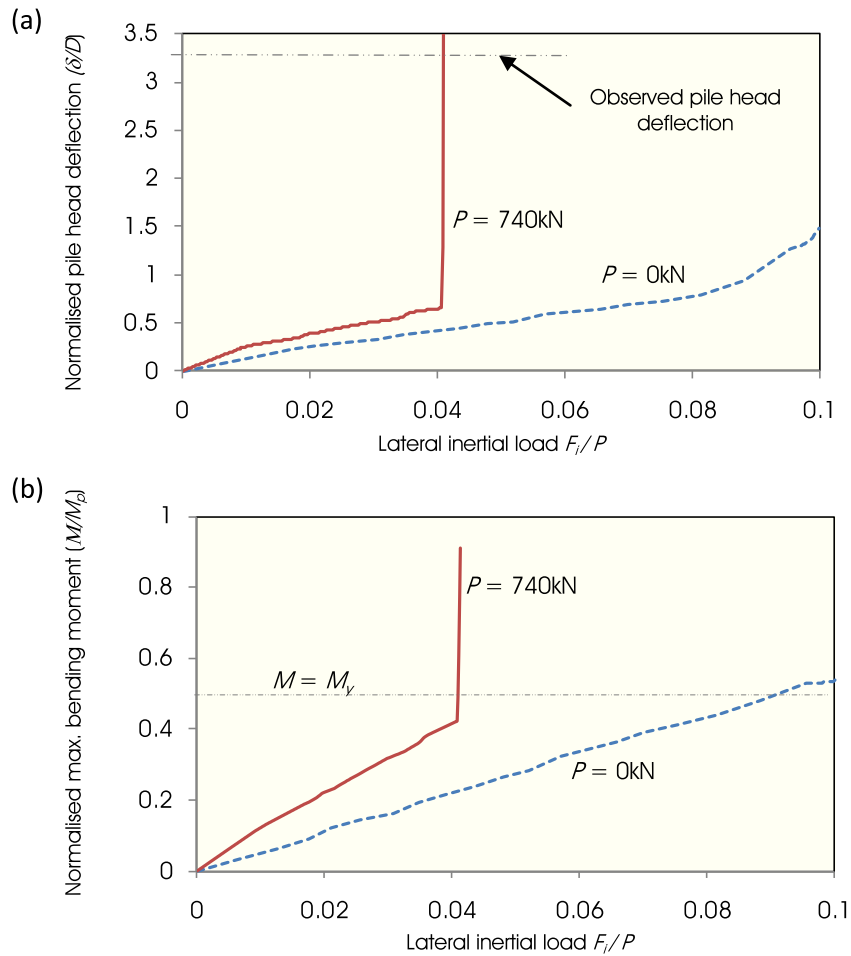 (a)
Normalised pile head deflection (δ/D)
3.5
3
2.5
2
1.5
1
0.5
0
Observed pile head
deflection
P = 740kN
P = 0kN
0 0.02 0.04 0.06 0.08 0.1
Lateral inertial load Fi/P
(b)
Normalised max. bending moment (M/Mp)
1
0.8
0.6
0.4
0.2
0
P = 740kN
M = My
P = 0kN
0 0.02 0.04 0.06 0.08 0.1
Lateral inertial load Fi/P